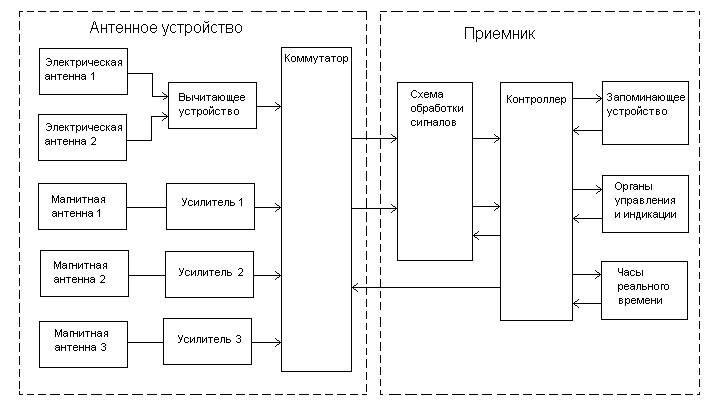 Антенное устройство
Приемник
Электрическая
антенна 1
Электрическая
антенна 2
Вычитающее
устройство
Коммутатор
Магнитная
антенна 1
Усилитель 1
Магнитная
антенна 2
Усилитель 2
Магнитная
антенна 3
Усилитель 3
Схема
обработки
сигналов
Контроллер
Запоминающее
устройство
Органы
управления
и индикации
Часы
реального
времени